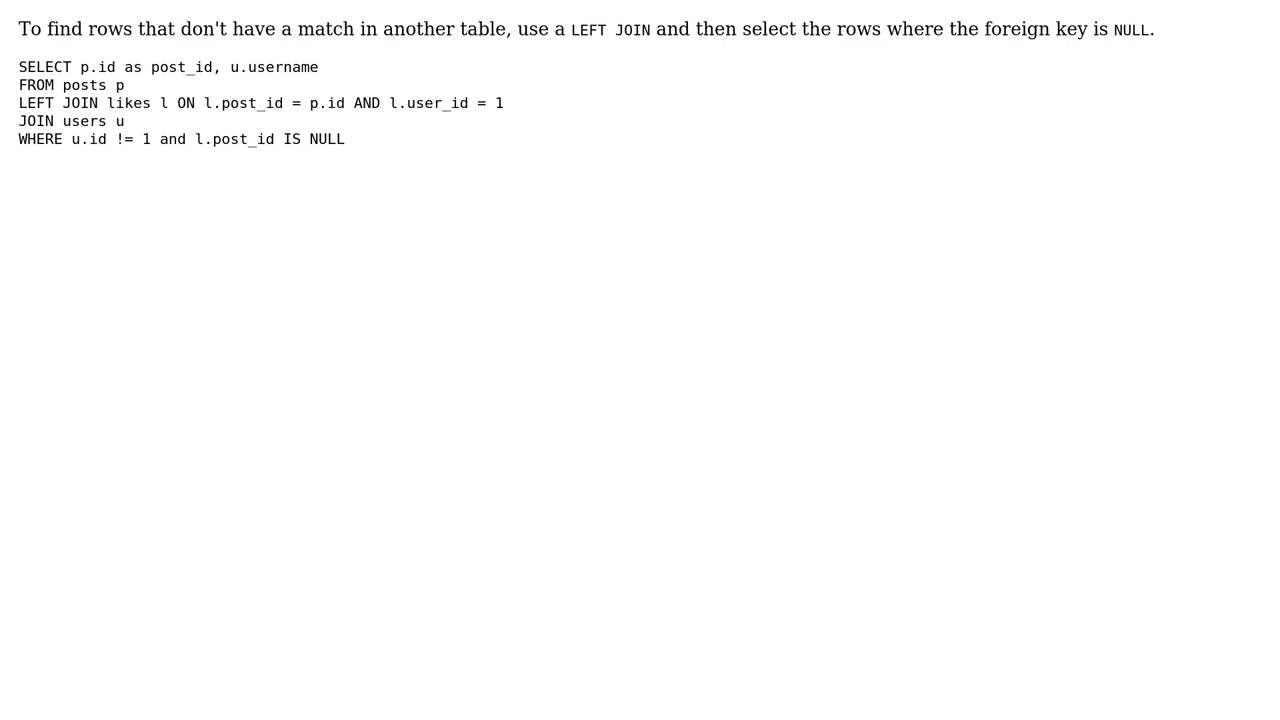 To find rows that don't have a match in another table, use a LEFT JOIN and then select the rows where the foreign key is NULL.
SELECT p.id as post_id, u.username
FROM posts p
LEFT JOIN likes l ON l.post_id = p.id AND l.user_id = 1
JOIN users u
WHERE u.id != 1 and l.post_id IS NULL